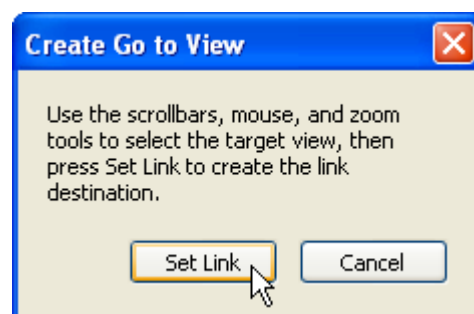 Create Go to View
Use the scrollbars, mouse, and zoom
tools to select the target view, then
press Set Link to create the link
destination.
Set Link Cancel